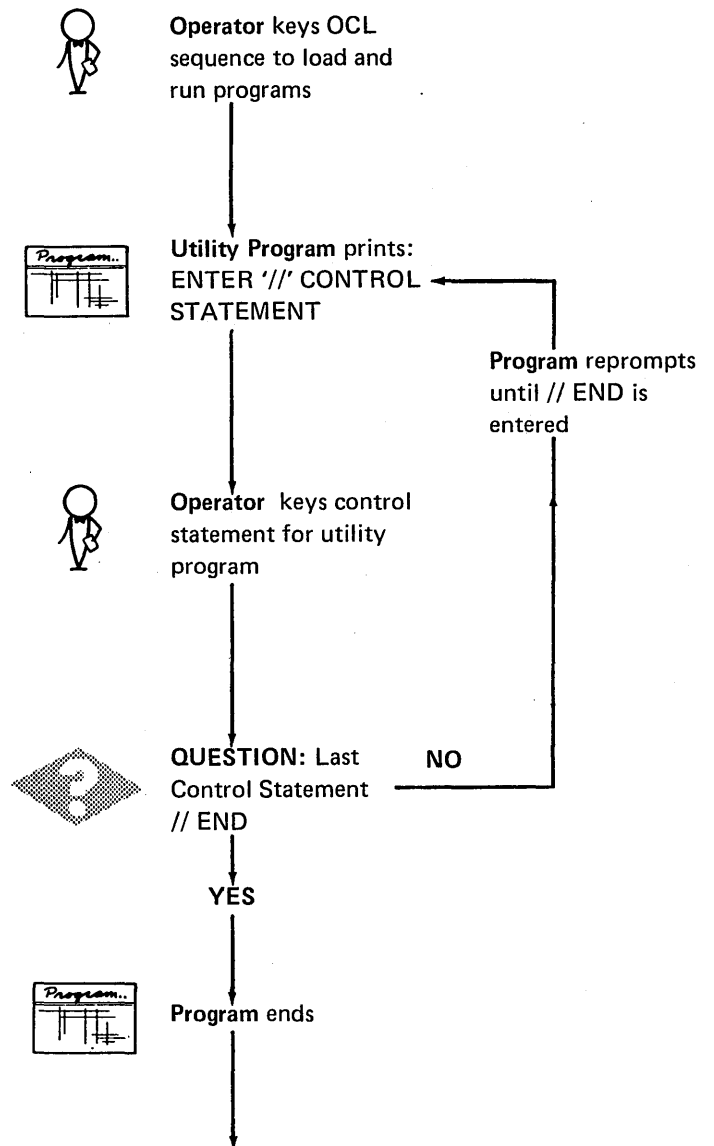 Operator keys OCL
sequence to load and
run programs
Program..
Utility Program prints:
ENTER '//' CONTROL
STATEMENT
Program reprompts
until // END is
entered
Operator keys control
statement for utility
program
?
QUESTION: Last
Control Statement
// END
NO
YES
Program..
Program ends